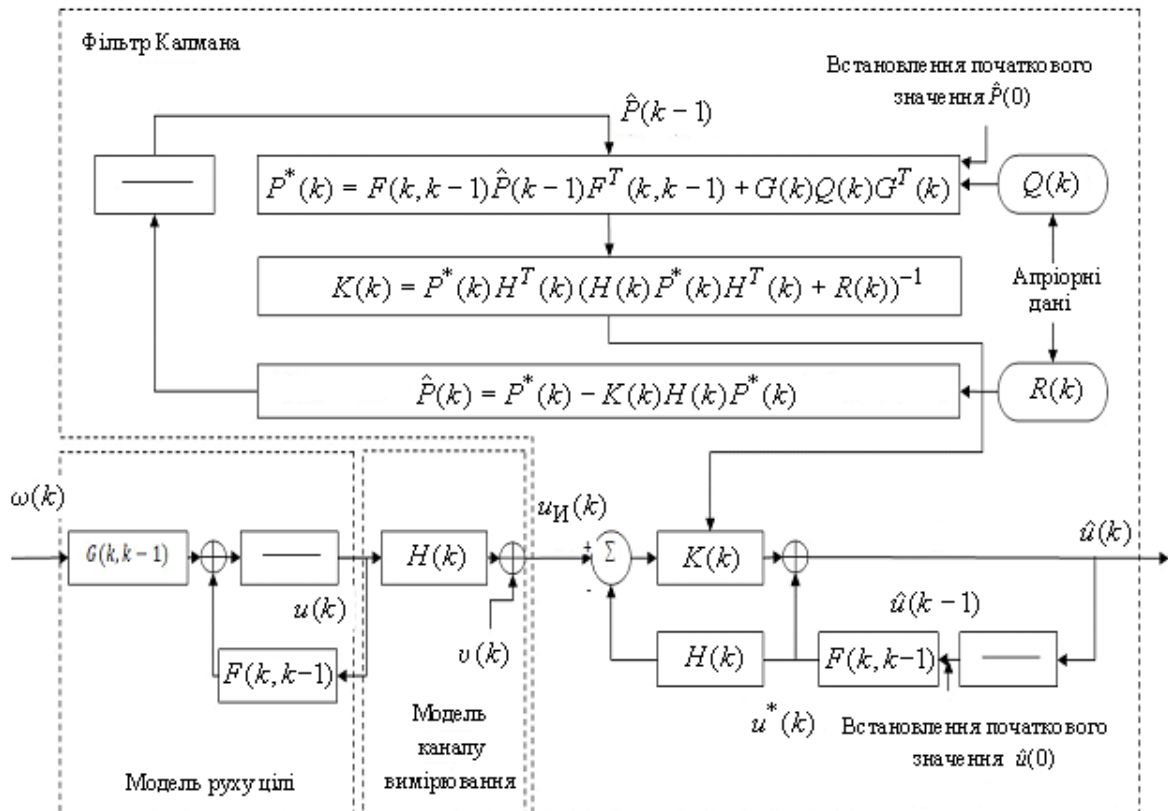 Фільтр Калмана
Встановлення початкового
значення P̂(0)
P̂(k−1)
P*(k) = F(k,k−1)P̂(k−1)F^T(k,k−1) + G(k)Q(k)G^T(k)
Q(k)
K(k) = P*(k)H^T(k)(H(k)P*(k)H^T(k) + R(k))^−1
Апріорні
дані
P̂(k) = P*(k) − K(k)H(k)P*(k)
R(k)
ω(k)
u_И(k)
û(k)
G(k,k−1)
H(k)
+
Σ
-
K(k)
u(k)
û(k−1)
υ(k)
F(k,k−1)
H(k)
F(k,k−1)
u*(k)
Встановлення початкового
значення û(0)
Модель
каналу
вимірювання
Модель руху цілі